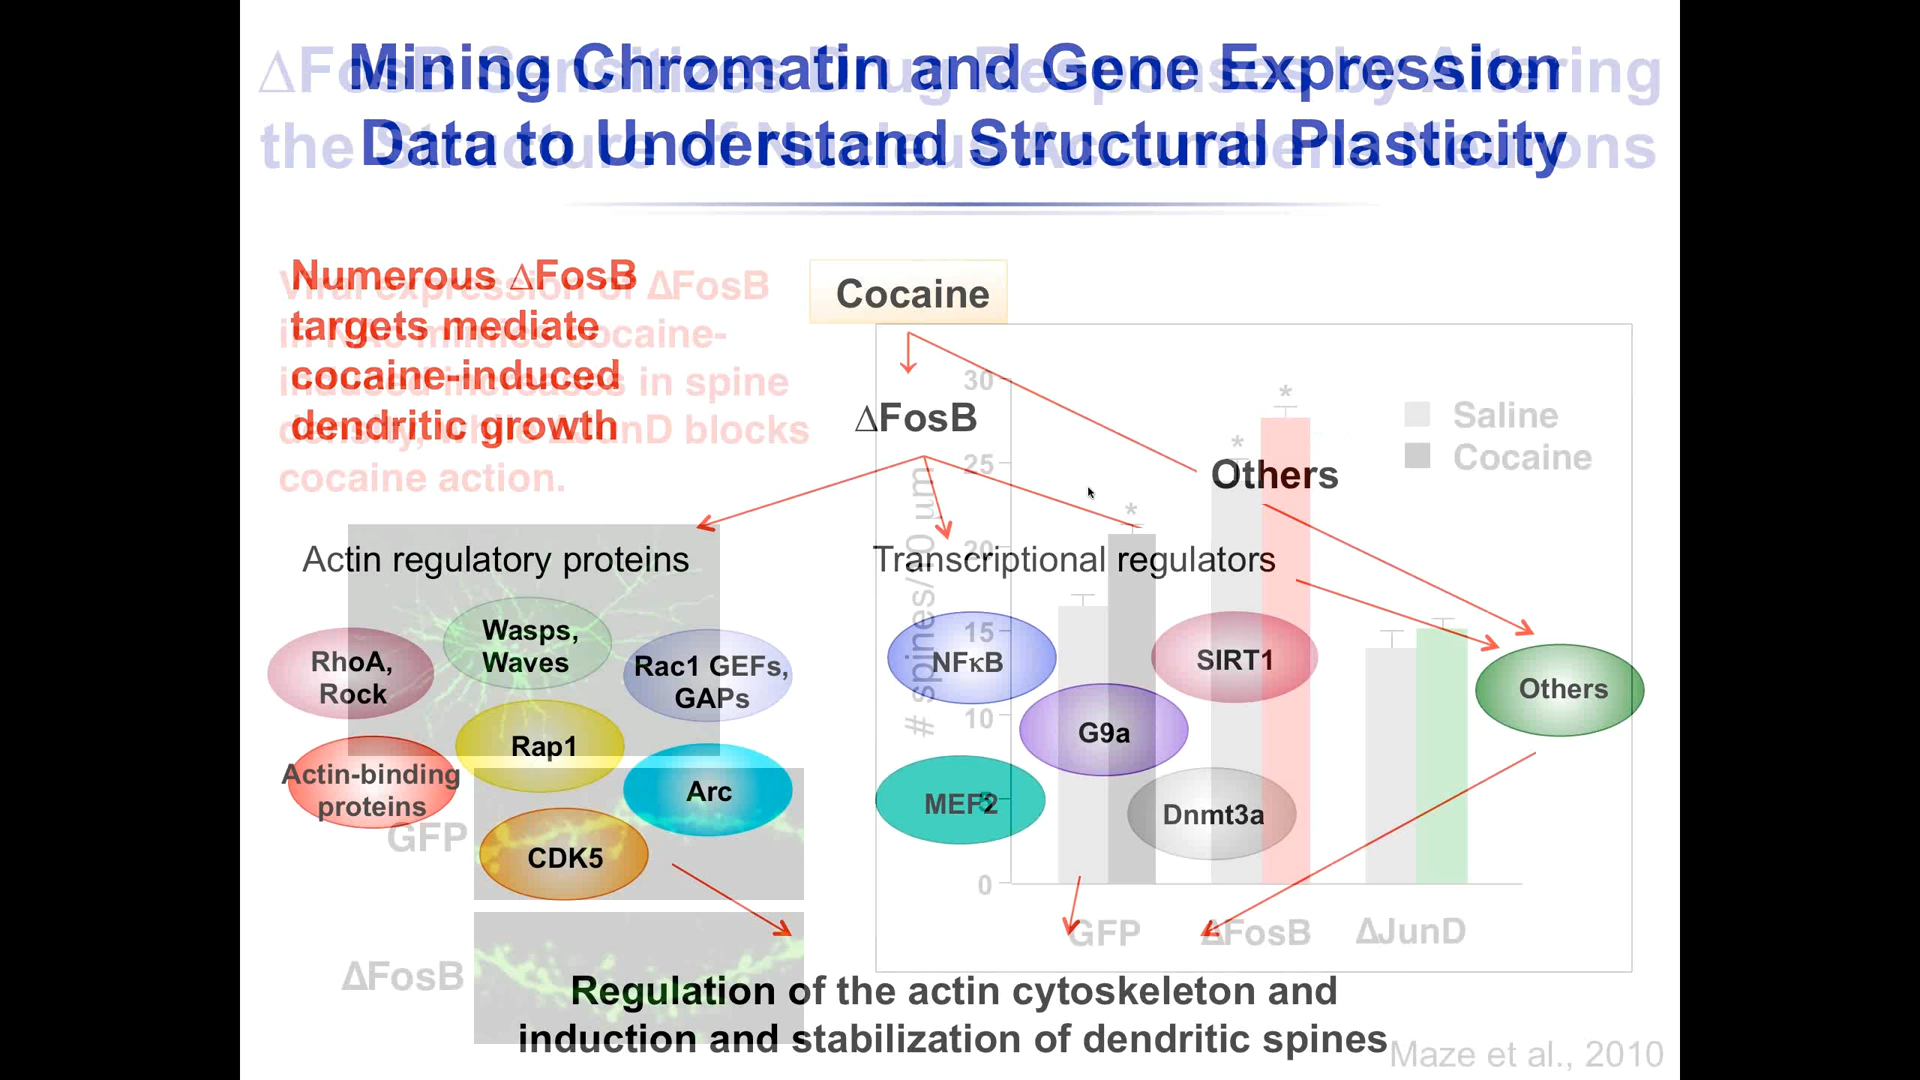 Mining Chromatin and Gene Expression
Data to Understand Structural Plasticity
ΔFosB Sensitizes Drug Responses by Altering
the Structure of Nucleus Accumbens Neurons
Numerous ΔFosB
targets mediate
cocaine-induced
dendritic growth
Viral expression of ΔFosB
in NAc mimics cocaine-
induced increases in spine
density, while ΔJunD blocks
cocaine action.
Cocaine
ΔFosB
Others
Saline
Cocaine
Actin regulatory proteins
Transcriptional regulators
RhoA,
Rock
Wasps,
Waves
Rac1 GEFs,
GAPs
Rap1
Actin-binding
proteins
Arc
CDK5
NFκB
SIRT1
G9a
MEF2
Dnmt3a
Others
# spines/10 μm
30
25
20
15
10
5
0
*
*
*
GFP
ΔFosB
ΔJunD
GFP
ΔFosB
Regulation of the actin cytoskeleton and
induction and stabilization of dendritic spines
Maze et al., 2010